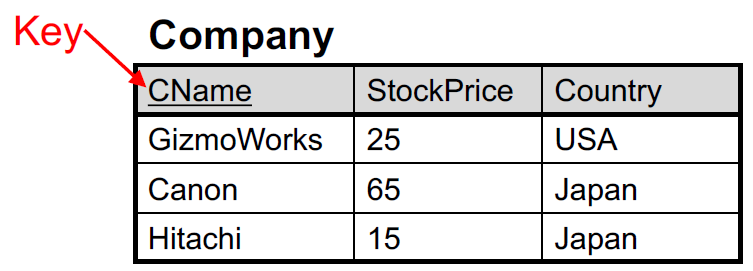 Key
Company
CName StockPrice Country
GizmoWorks 25 USA
Canon 65 Japan
Hitachi 15 Japan